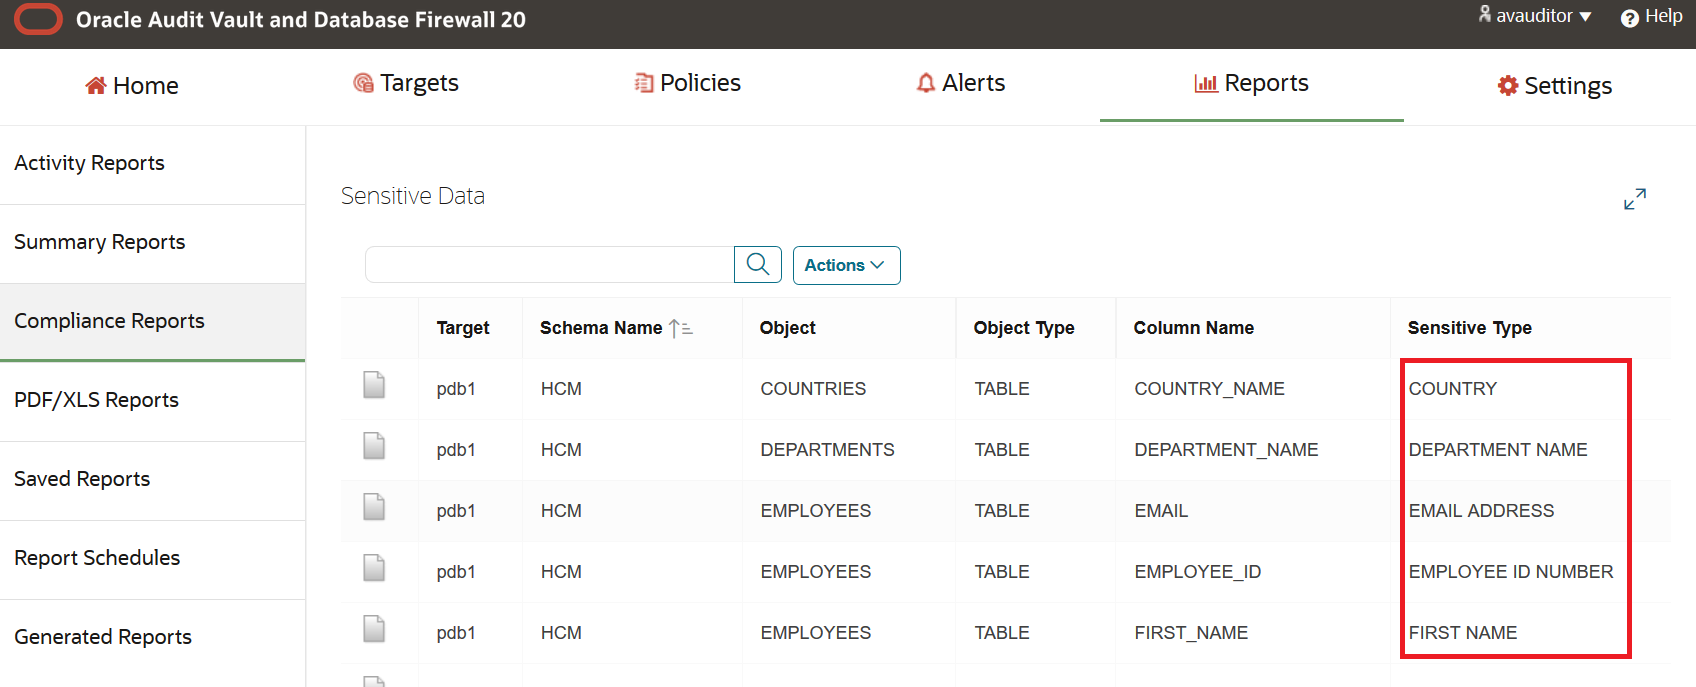 Oracle Audit Vault and Database Firewall 20
avauditor
Help
Home
Targets
Policies
Alerts
Reports
Settings
Activity Reports
Summary Reports
Compliance Reports
PDF/XLS Reports
Saved Reports
Report Schedules
Generated Reports
Sensitive Data
Actions
Target Schema Name Object Object Type Column Name Sensitive Type
pdb1 HCM COUNTRIES TABLE COUNTRY_NAME COUNTRY
pdb1 HCM DEPARTMENTS TABLE DEPARTMENT_NAME DEPARTMENT NAME
pdb1 HCM EMPLOYEES TABLE EMAIL EMAIL ADDRESS
pdb1 HCM EMPLOYEES TABLE EMPLOYEE_ID EMPLOYEE ID NUMBER
pdb1 HCM EMPLOYEES TABLE FIRST_NAME FIRST NAME